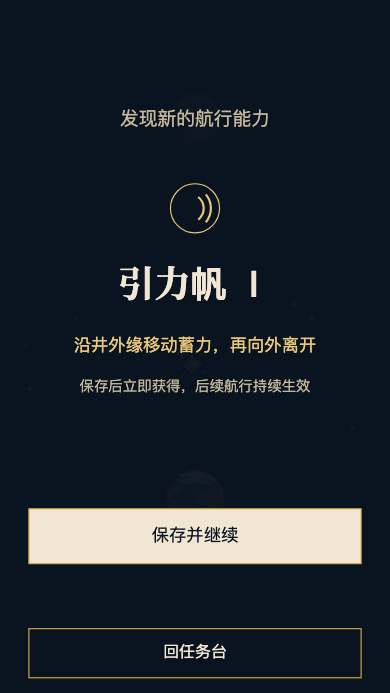 发现新的航行能力
引力帆 I
沿井外缘移动蓄力，再向外离开
保存后立即获得，后续航行持续生效
保存并继续
回任务台